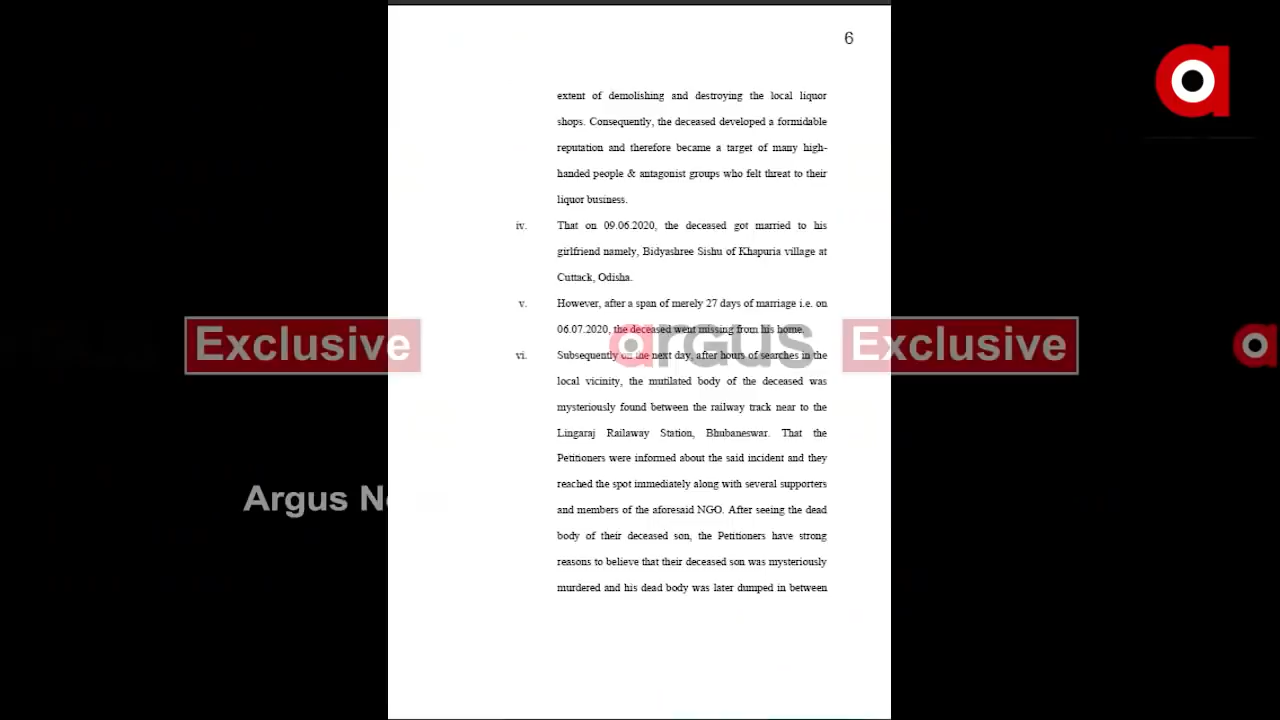 6
extent of demolishing and destroying the local liquor
shops. Consequently, the deceased developed a formidable
reputation and therefore became a target of many high-
handed people & antagonist groups who felt threat to their
liquor business.
iv. That on 09.06.2020, the deceased got married to his
girlfriend namely, Bidyashree Sishu of Khapuria village at
Cuttack, Odisha.
v. However, after a span of merely 27 days of marriage i.e. on
06.07.2020, the deceased went missing from his home.
Exclusive
argus
Exclusive
vi. Subsequently on the next day, after hours of searches in the
local vicinity, the mutilated body of the deceased was
mysteriously found between the railway track near to the
Lingaraj Railaway Station, Bhubaneswar. That the
Petitioners were informed about the said incident and they
reached the spot immediately along with several supporters
Argus Ne
and members of the aforesaid NGO. After seeing the dead
body of their deceased son, the Petitioners have strong
reasons to believe that their deceased son was mysteriously
murdered and his dead body was later dumped in between